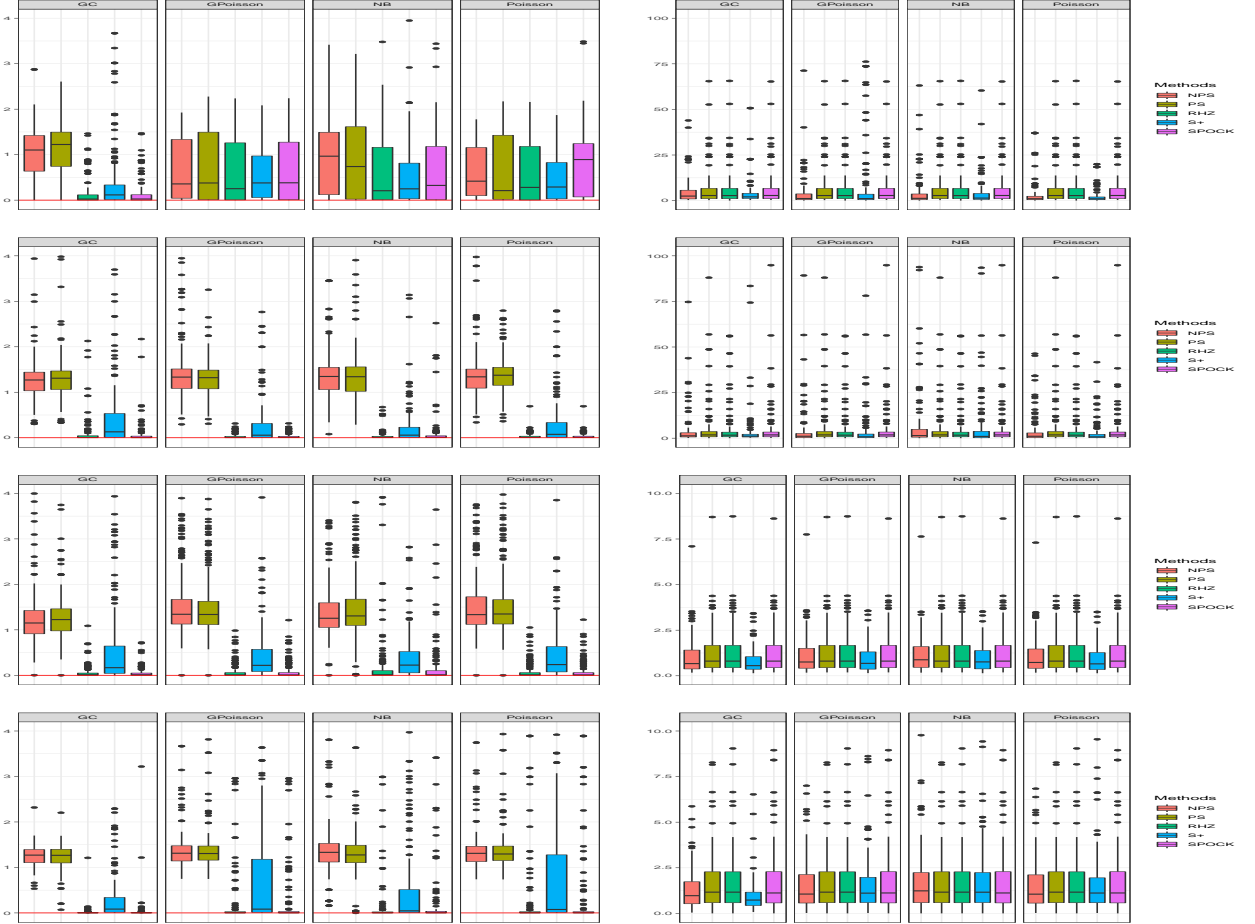 GC GPoisson NB Poisson
4
3
2
1
0
GC GPoisson NB Poisson
100
75
50
25
0
Methods
NPS
PS
RHZ
S+
SPOCK
GC GPoisson NB Poisson
4
3
2
1
0
GC GPoisson NB Poisson
100
75
50
25
0
Methods
NPS
PS
RHZ
S+
SPOCK
GC GPoisson NB Poisson
4
3
2
1
0
GC GPoisson NB Poisson
10.0
7.5
5.0
2.5
0.0
Methods
NPS
PS
RHZ
S+
SPOCK
GC GPoisson NB Poisson
4
3
2
1
0
GC GPoisson NB Poisson
10.0
7.5
5.0
2.5
0.0
Methods
NPS
PS
RHZ
S+
SPOCK